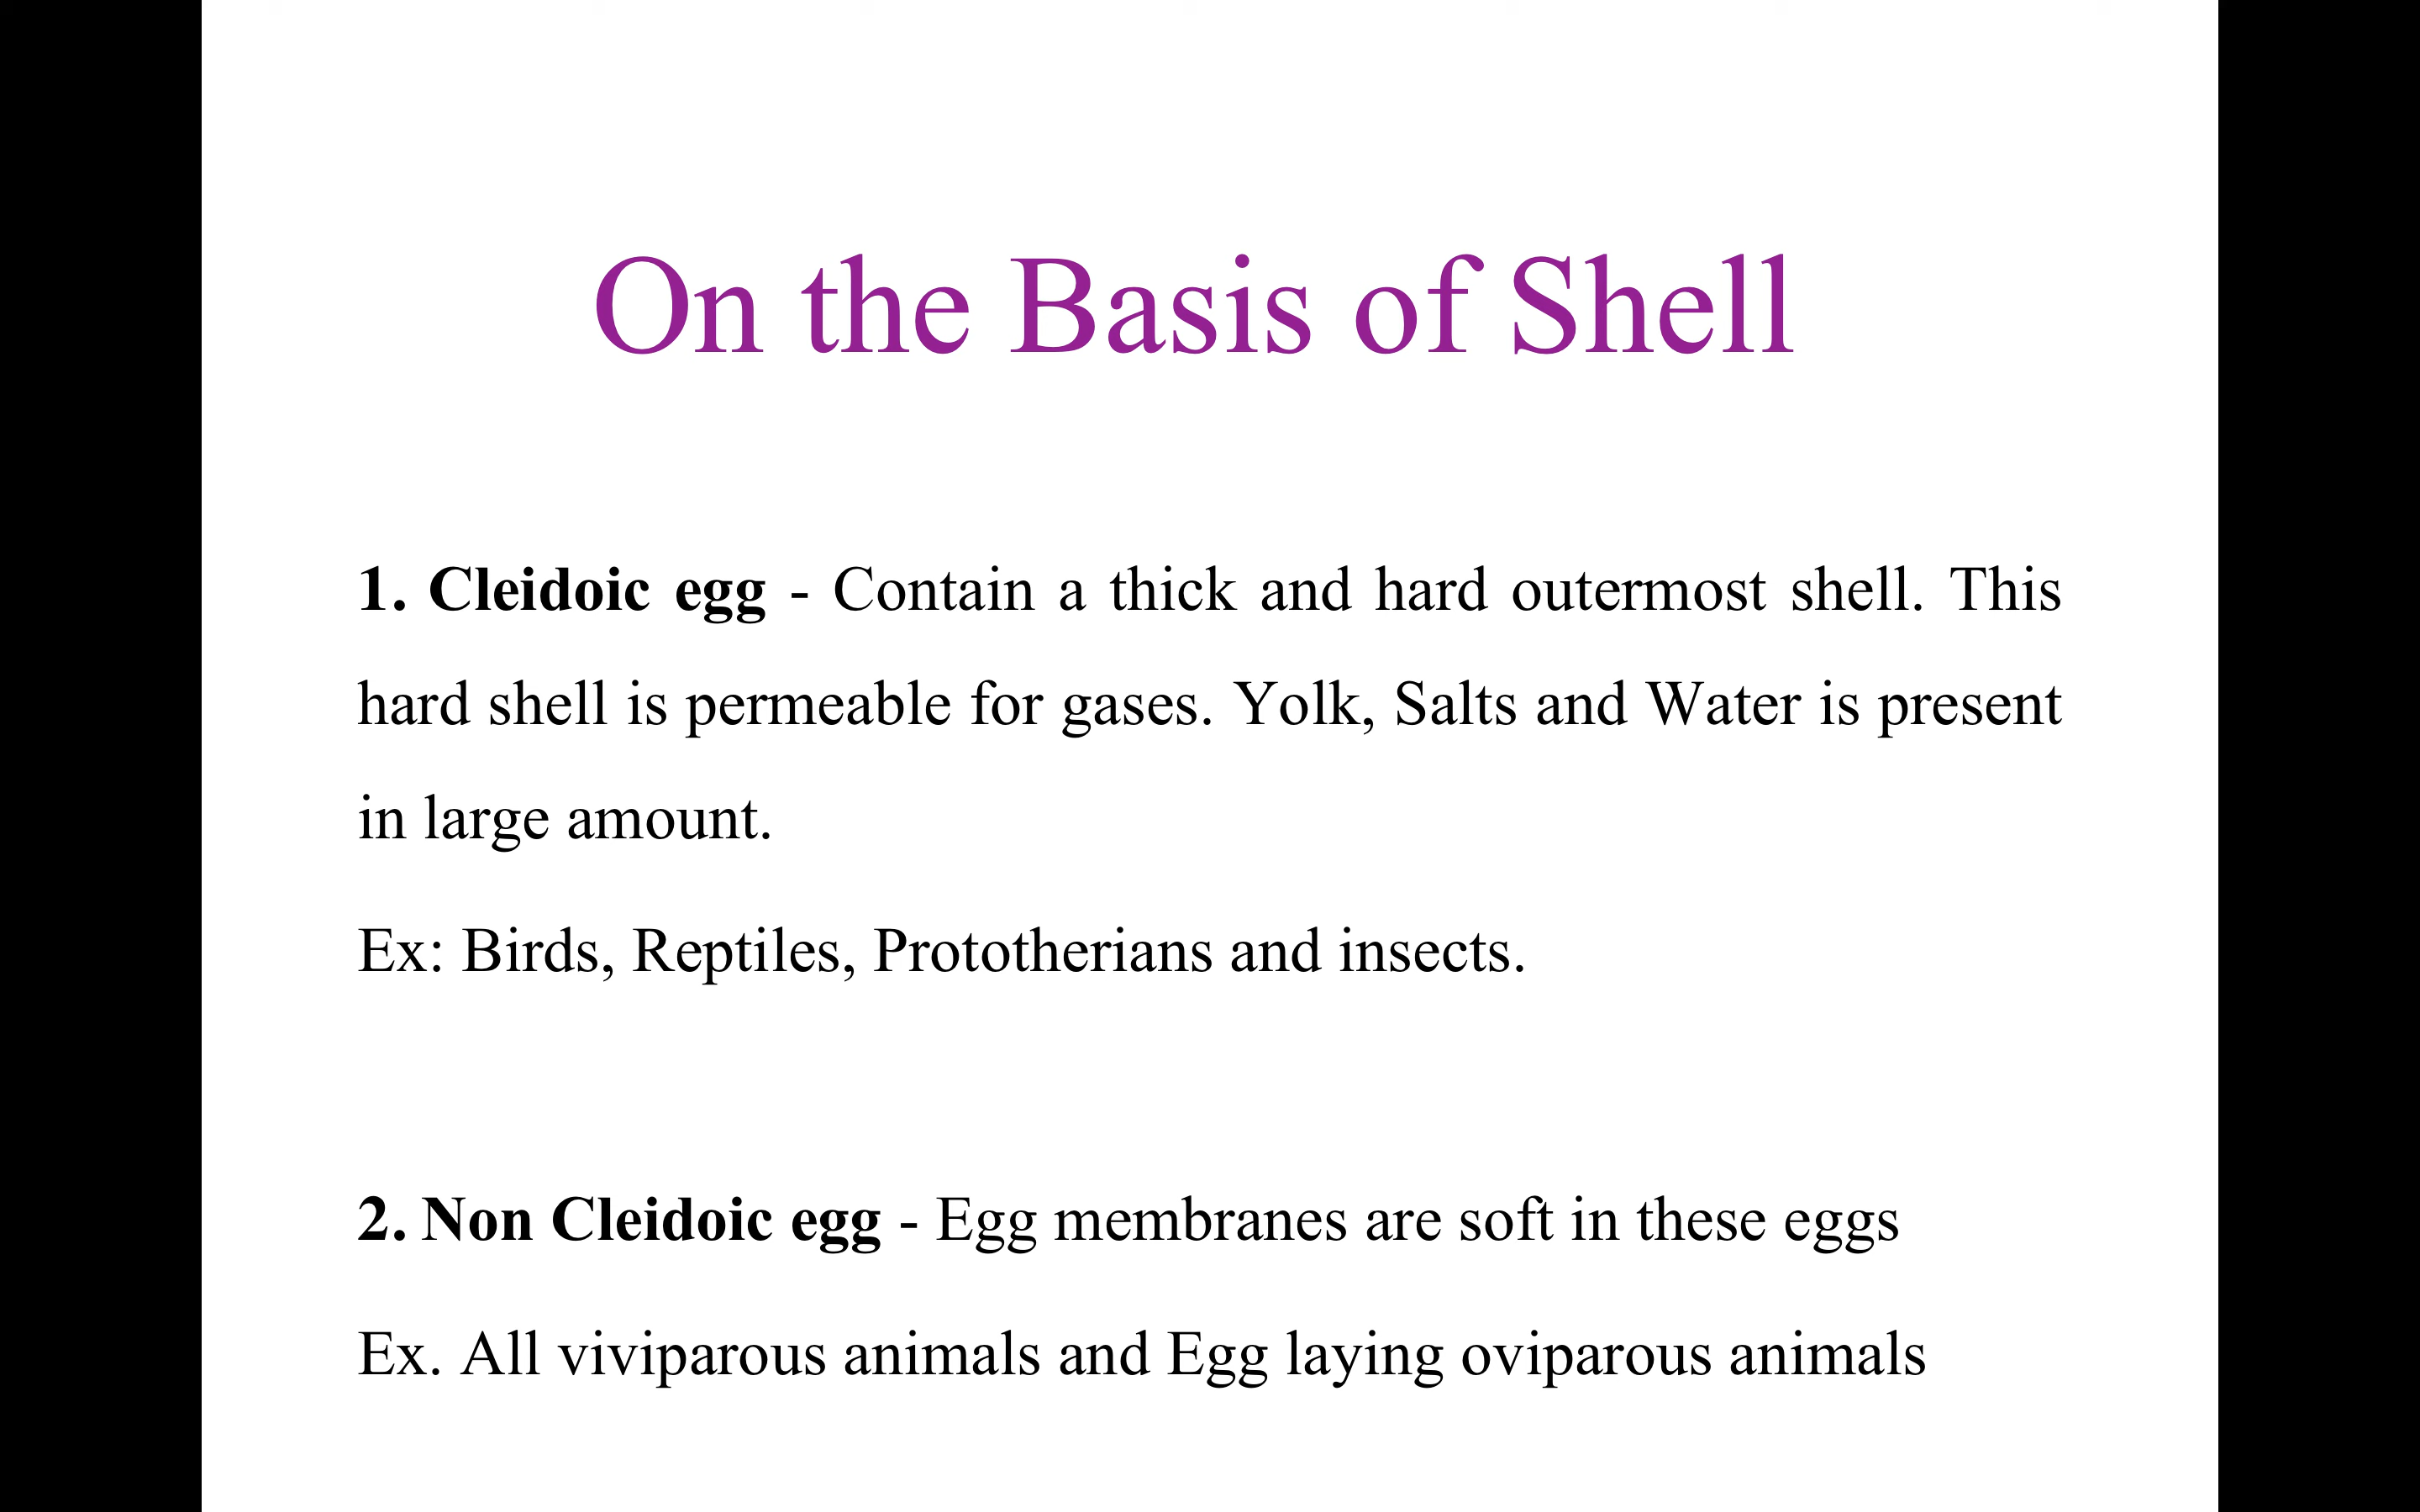 On the Basis of Shell
1. Cleidoic egg - Contain a thick and hard outermost shell. This
hard shell is permeable for gases. Yolk, Salts and Water is present
in large amount.
Ex: Birds, Reptiles, Prototherians and insects.
2. Non Cleidoic egg - Egg membranes are soft in these eggs
Ex. All viviparous animals and Egg laying oviparous animals